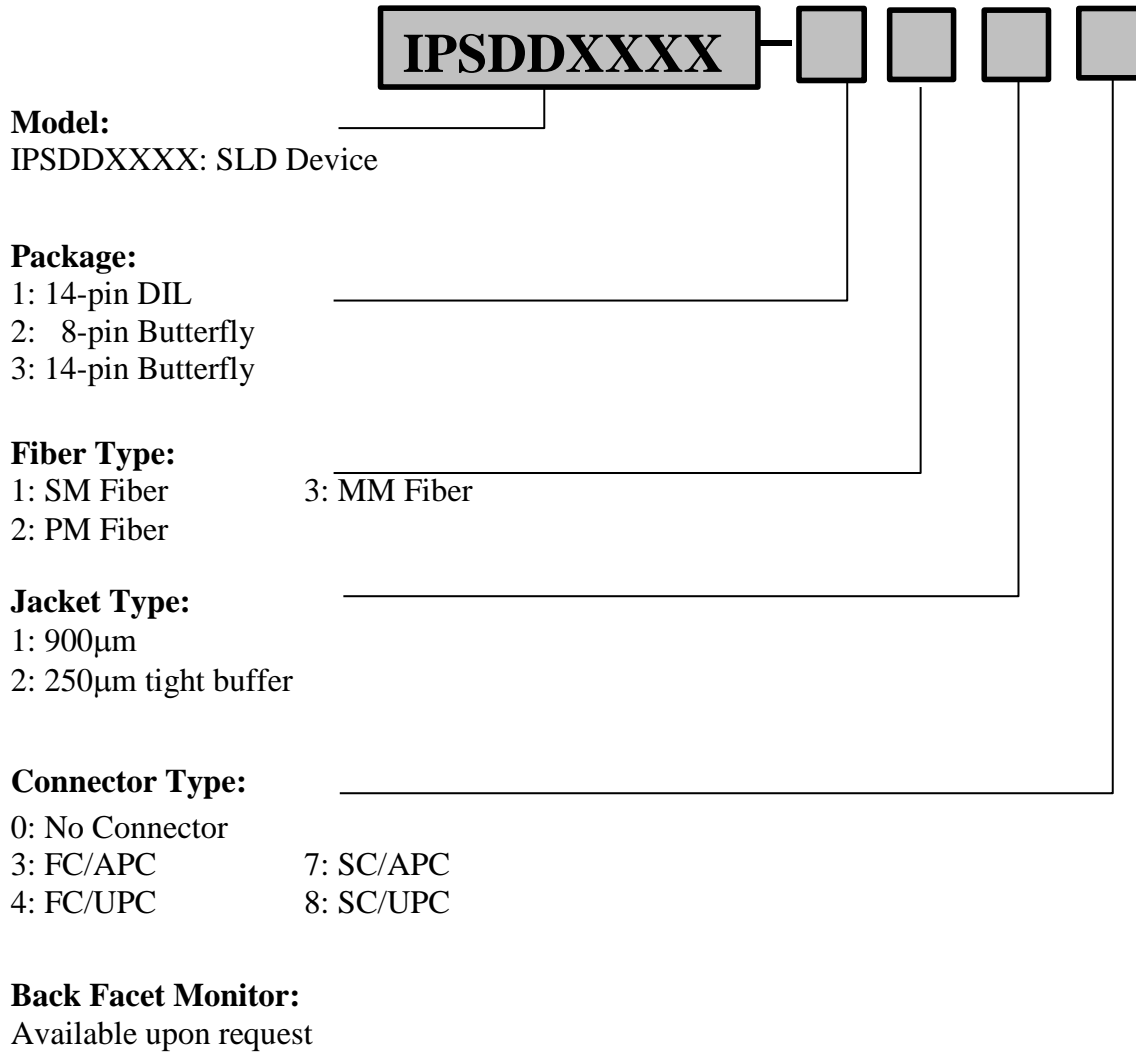 IPSDDXXXX
Model:
IPSDDXXXX: SLD Device
Package:
1: 14-pin DIL
2: 8-pin Butterfly
3: 14-pin Butterfly
Fiber Type:
1: SM Fiber 3: MM Fiber
2: PM Fiber
Jacket Type:
1: 900μm
2: 250μm tight buffer
Connector Type:
0: No Connector
3: FC/APC 7: SC/APC
4: FC/UPC 8: SC/UPC
Back Facet Monitor:
Available upon request